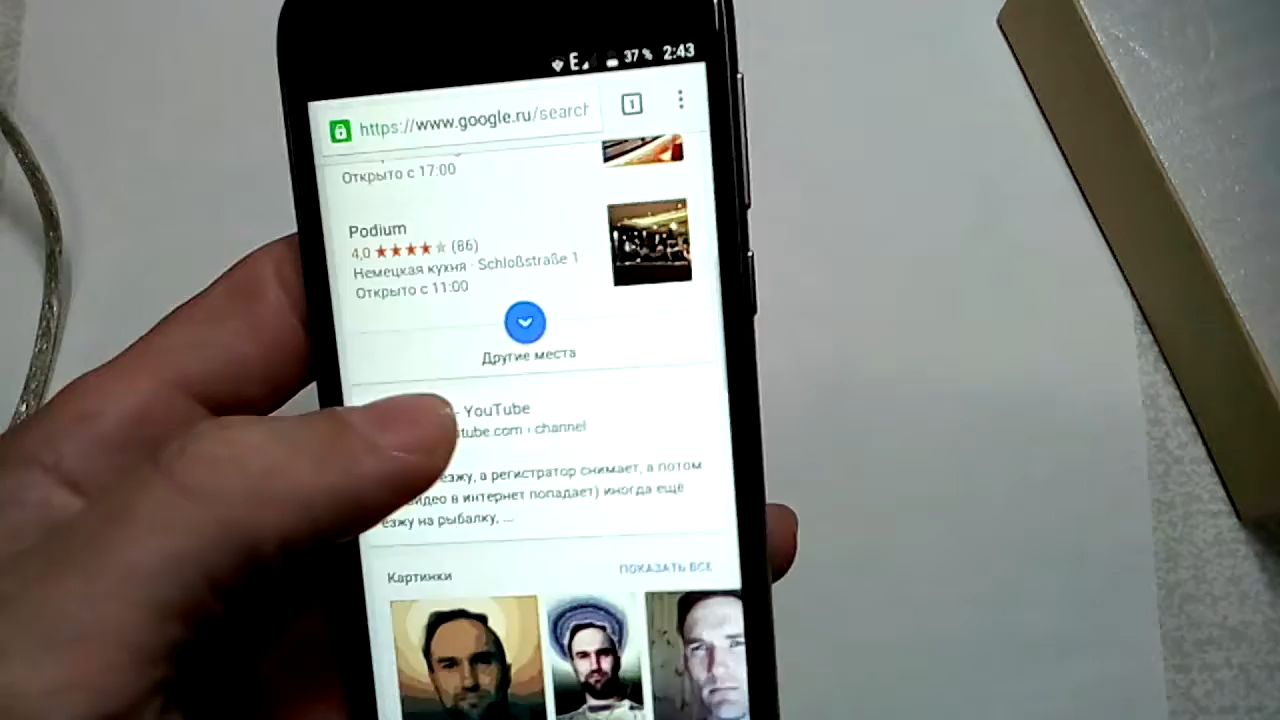 E 37 % 2:43
https://www.google.ru/search
1
Открыто с 17:00
Podium
4,0 ★★★★★ (86)
Немецкая кухня · Schloßstraße 1
Открыто с 11:00
Другие места
- YouTube
tube.com › channel
езжу, а регистратор снимает, а потом
видео в интернет попадает) иногда ещё
езжу на рыбалку, ...
Картинки ПОКАЗАТЬ ВСЕ